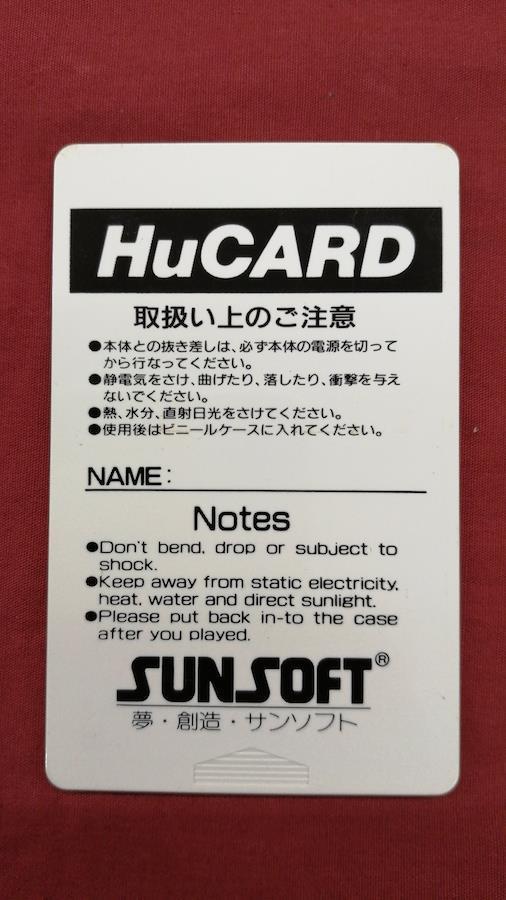 HuCARD
取扱い上のご注意
●本体との抜き差しは、必ず本体の電源を切って
から行なってください。
●静電気をさけ、曲げたり、落したり、衝撃を与え
ないでください。
●熱、水分、直射日光をさけてください。
●使用後はビニールケースに入れてください。
NAME:
Notes
●Don't bend, drop or subject to
shock.
●Keep away from static electricity,
heat, water and direct sunlight.
●Please put back in-to the case
after you played.
SUNSOFT®
夢・創造・サンソフト